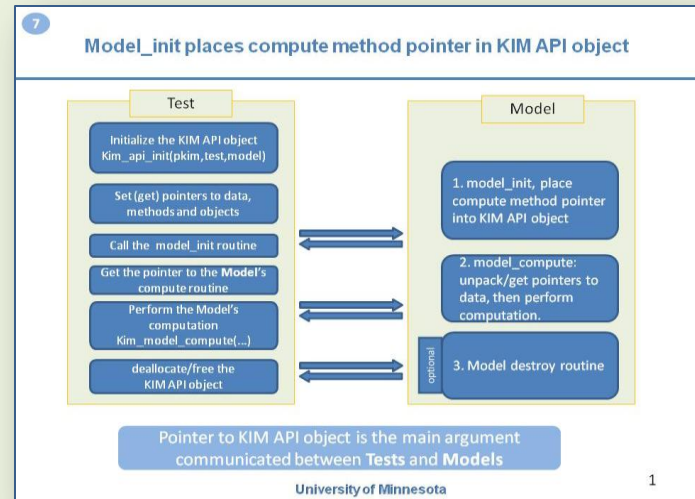 7
Model_init places compute method pointer in KIM API object
Test
Initialize the KIM API object
Kim_api_init(pkim,test,model)
Set (get) pointers to data,
methods and objects
Call the model_init routine
Get the pointer to the Model's
compute routine
Perform the Model's
computation
Kim_model_compute(...)
deallocate/free the
KIM API object
Model
1. model_init, place
compute method pointer
into KIM API object
2. model_compute:
unpack/get pointers to
data, then perform
computation.
optional
3. Model destroy routine
Pointer to KIM API object is the main argument
communicated between Tests and Models
University of Minnesota
1